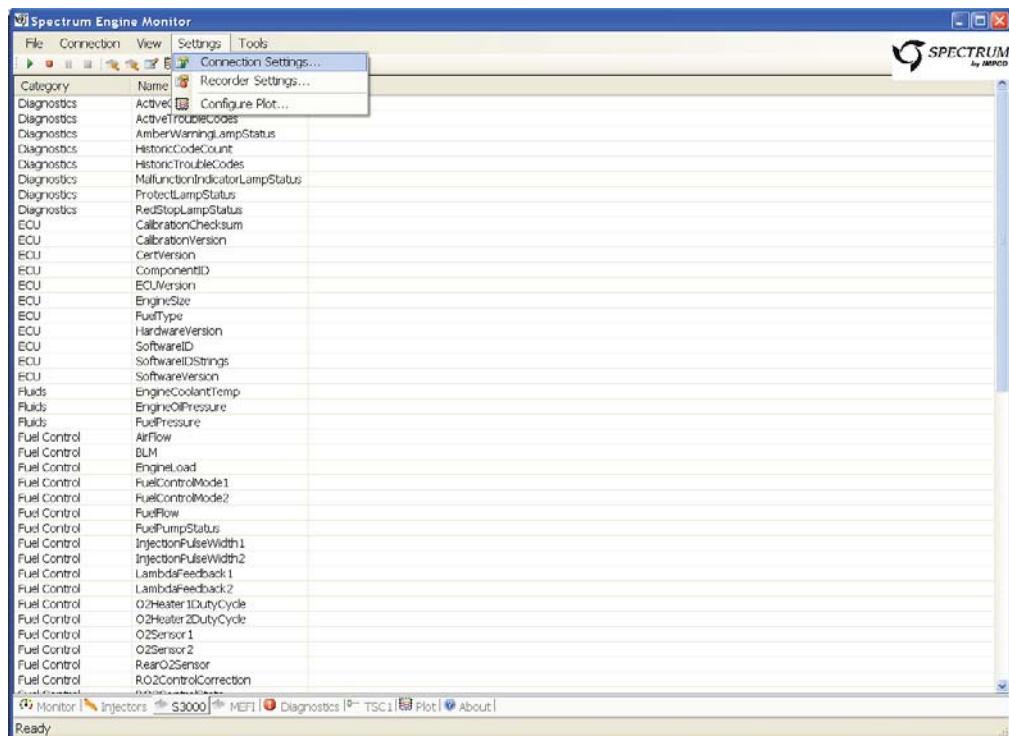 Spectrum Engine Monitor
File Connection View Settings Tools
SPECTRUM
by IMPCO
Connection Settings...
Recorder Settings...
Configure Plot...
Category Name
Diagnostics
Diagnostics ActiveTroubleCodes
Diagnostics AmberWarningLampStatus
Diagnostics HistoricCodeCount
Diagnostics HistoricTroubleCodes
Diagnostics MalfunctionIndicatorLampStatus
Diagnostics ProtectLampStatus
Diagnostics RedStopLampStatus
ECU CalibrationChecksum
ECU CalibrationVersion
ECU CertVersion
ECU ComponentID
ECU ECUVersion
ECU EngineSize
ECU FuelType
ECU HardwareVersion
ECU SoftwareID
ECU SoftwareIDStrings
ECU SoftwareVersion
Fluids EngineCoolantTemp
Fluids EngineOilPressure
Fluids FuelPressure
Fuel Control AirFlow
Fuel Control BLM
Fuel Control EngineLoad
Fuel Control FuelControlMode1
Fuel Control FuelControlMode2
Fuel Control FuelFlow
Fuel Control FuelPumpStatus
Fuel Control InjectionPulseWidth1
Fuel Control InjectionPulseWidth2
Fuel Control LambdaFeedback1
Fuel Control LambdaFeedback2
Fuel Control O2Heater1DutyCycle
Fuel Control O2Heater2DutyCycle
Fuel Control O2Sensor1
Fuel Control O2Sensor2
Fuel Control RearO2Sensor
Fuel Control RO2ControlCorrection
Monitor Injectors S3000 MEFI Diagnostics TSC1 Plot About
Ready